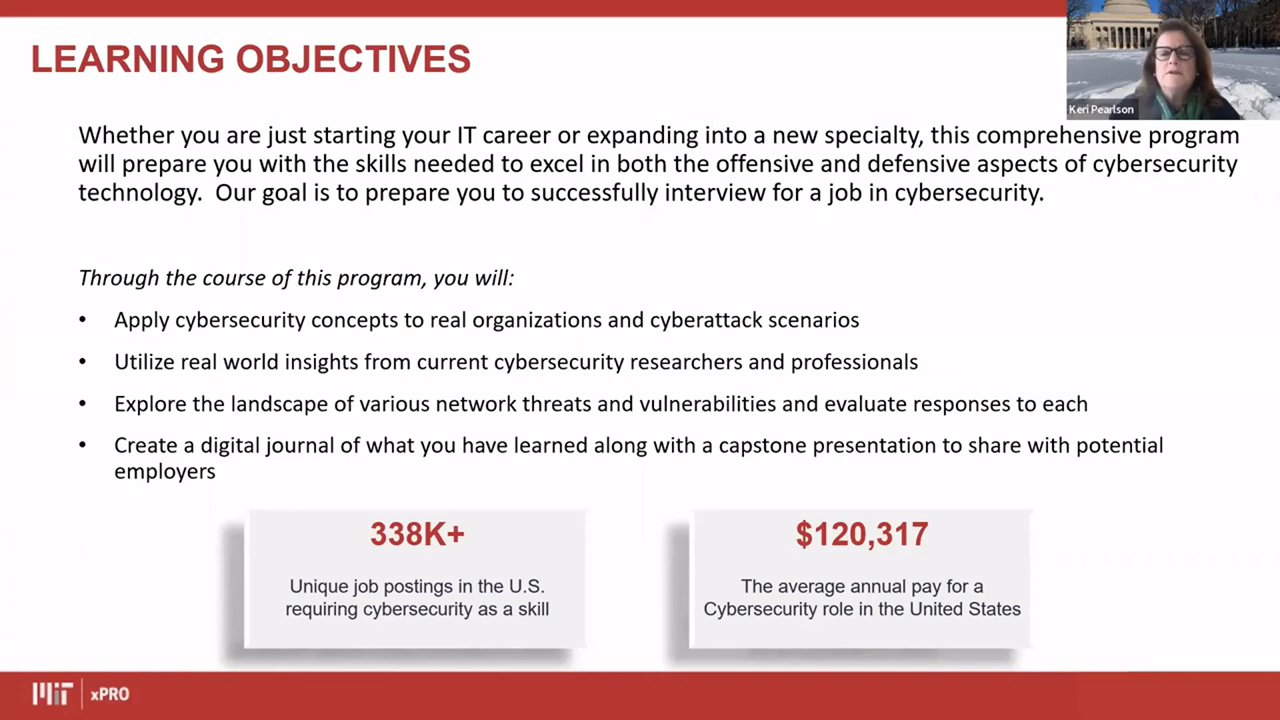 LEARNING OBJECTIVES
Keri Pearlson
Whether you are just starting your IT career or expanding into a new specialty, this comprehensive program
will prepare you with the skills needed to excel in both the offensive and defensive aspects of cybersecurity
technology.  Our goal is to prepare you to successfully interview for a job in cybersecurity.
Through the course of this program, you will:
• Apply cybersecurity concepts to real organizations and cyberattack scenarios
• Utilize real world insights from current cybersecurity researchers and professionals
• Explore the landscape of various network threats and vulnerabilities and evaluate responses to each
• Create a digital journal of what you have learned along with a capstone presentation to share with potential
employers
338K+
Unique job postings in the U.S.
requiring cybersecurity as a skill
$120,317
The average annual pay for a
Cybersecurity role in the United States
MIT xPRO